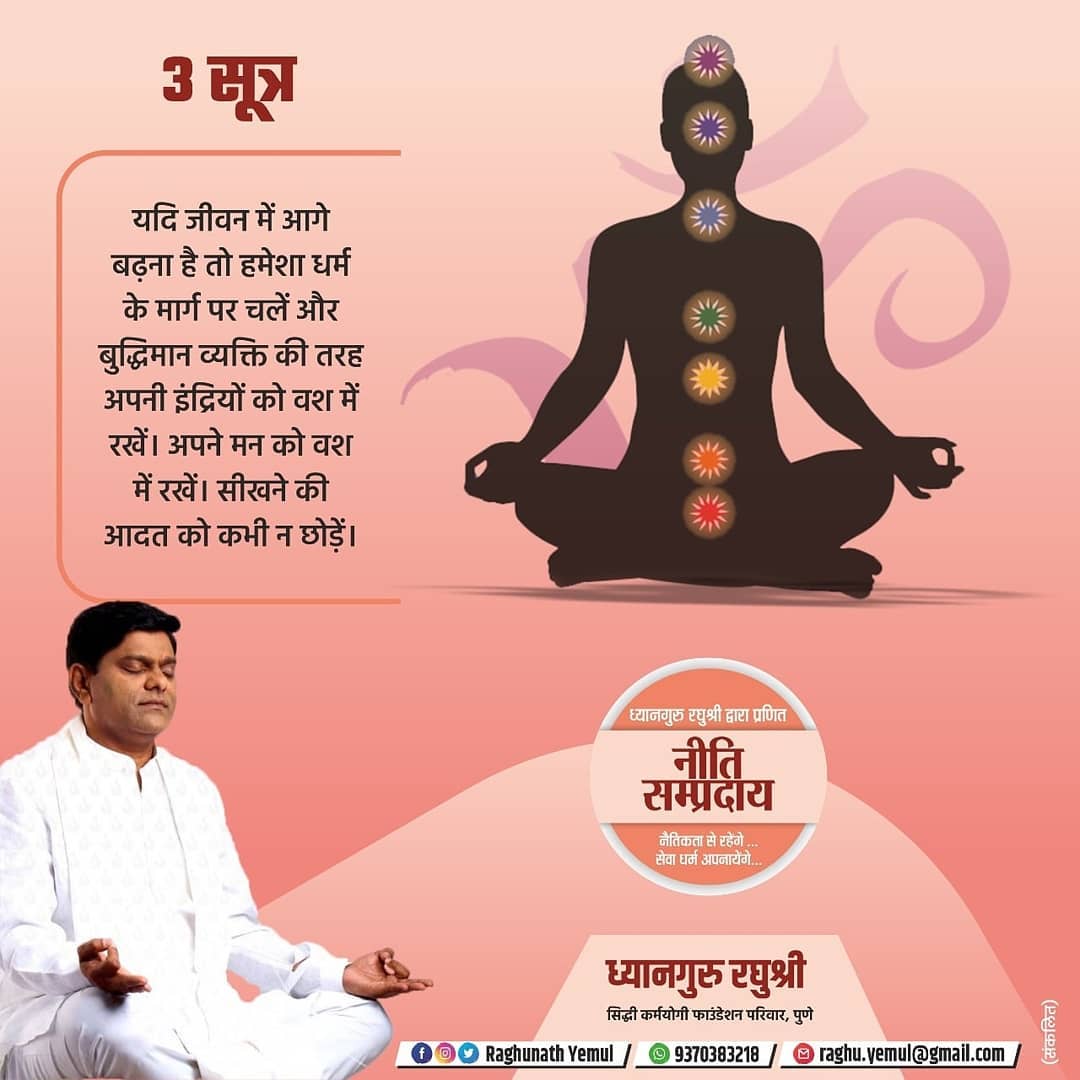 3 सूत्र
यदि जीवन में आगे
बढ़ना है तो हमेशा धर्म
के मार्ग पर चलें और
बुद्धिमान व्यक्ति की तरह
अपनी इंद्रियों को वश में
रखें। अपने मन को वश
में रखें। सीखने की
आदत को कभी न छोड़ें।
ध्यानगुरु रघुश्री द्वारा प्रणित
नीति
सम्प्रदाय
नैतिकता से रहेंगे ...
सेवा धर्म अपनायेंगे...
ध्यानगुरु रघुश्री
सिद्धी कर्मयोगी फाउंडेशन परिवार, पुणे
Raghunath Yemul
9370383218
raghu.yemul@gmail.com
(संकलित)